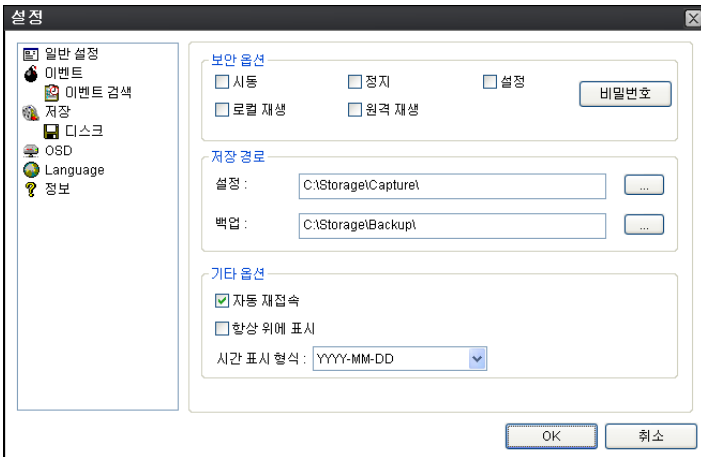 설정
일반 설정
이벤트
이벤트 검색
저장
디스크
OSD
Language
정보
보안 옵션
시동 정지 설정
비밀번호
로컬 재생 원격 재생
저장 경로
설정 : C:\Storage\Capture\ ...
백업 : C:\Storage\Backup\ ...
기타 옵션
자동 재접속
항상 위에 표시
시간 표시 형식 : YYYY-MM-DD
OK 취소